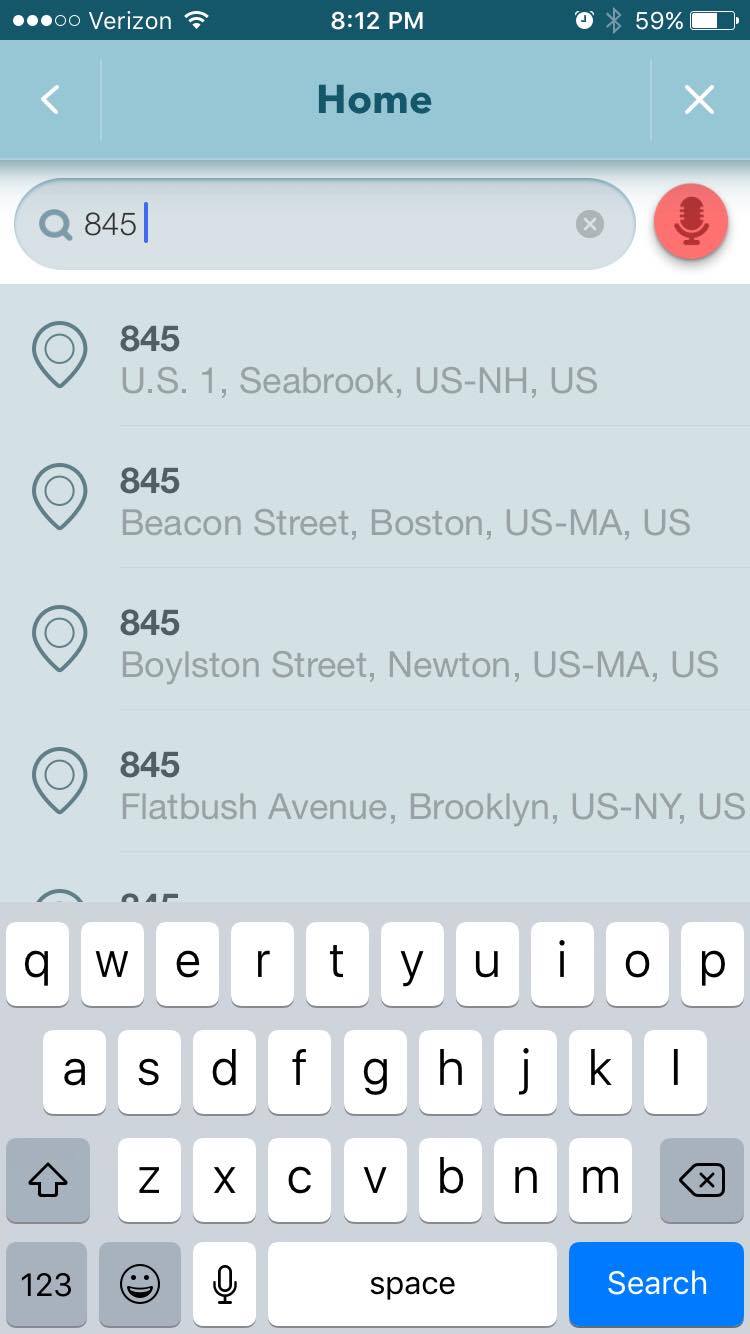 Verizon 8:12 PM 59%
Home
845
845
U.S. 1, Seabrook, US-NH, US
845
Beacon Street, Boston, US-MA, US
845
Boylston Street, Newton, US-MA, US
845
Flatbush Avenue, Brooklyn, US-NY, US
845
q w e r t y u i o p
a s d f g h j k l
z x c v b n m
123 space Search